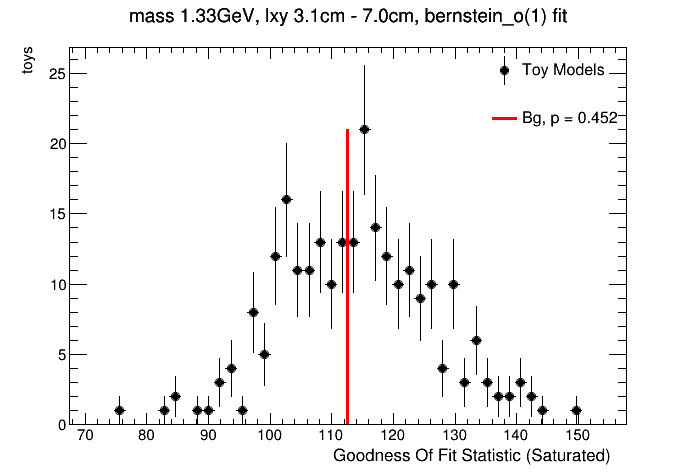 mass 1.33GeV, lxy 3.1cm - 7.0cm, bernstein_o(1) fit
toys
Toy Models
Bg, p = 0.452
25
20
15
10
5
0
70 80 90 100 110 120 130 140 150
Goodness Of Fit Statistic (Saturated)